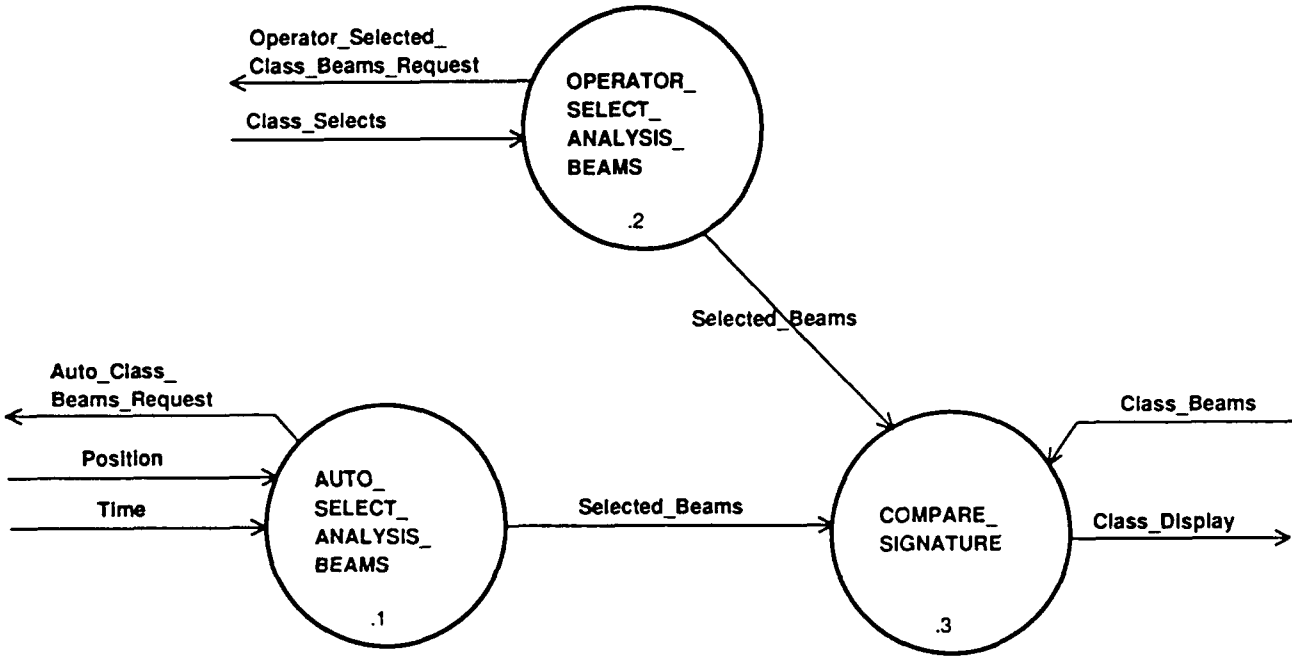 Operator_Selected_
Class_Beams_Request
Class_Selects
OPERATOR_
SELECT_
ANALYSIS_
BEAMS
.2
Selected_Beams
Auto_Class_
Beams_Request
Position
Time
AUTO_
SELECT_
ANALYSIS_
BEAMS
.1
Selected_Beams
COMPARE_
SIGNATURE
.3
Class_Beams
Class_Display